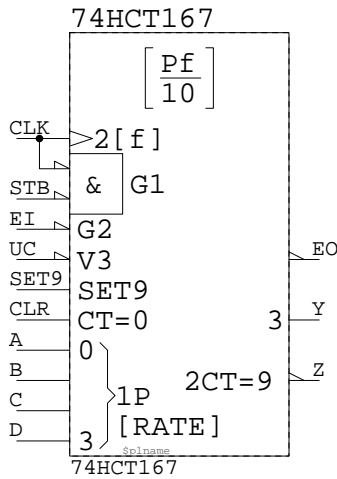 74HCT167
[Pf/10]
CLK 2[f]
STB & G1
EI G2
UC V3 EO
SET9 SET9
CLR CT=0 3 Y
A 0
B 1P 2CT=9 Z
C [RATE]
D 3
$plname
74HCT167